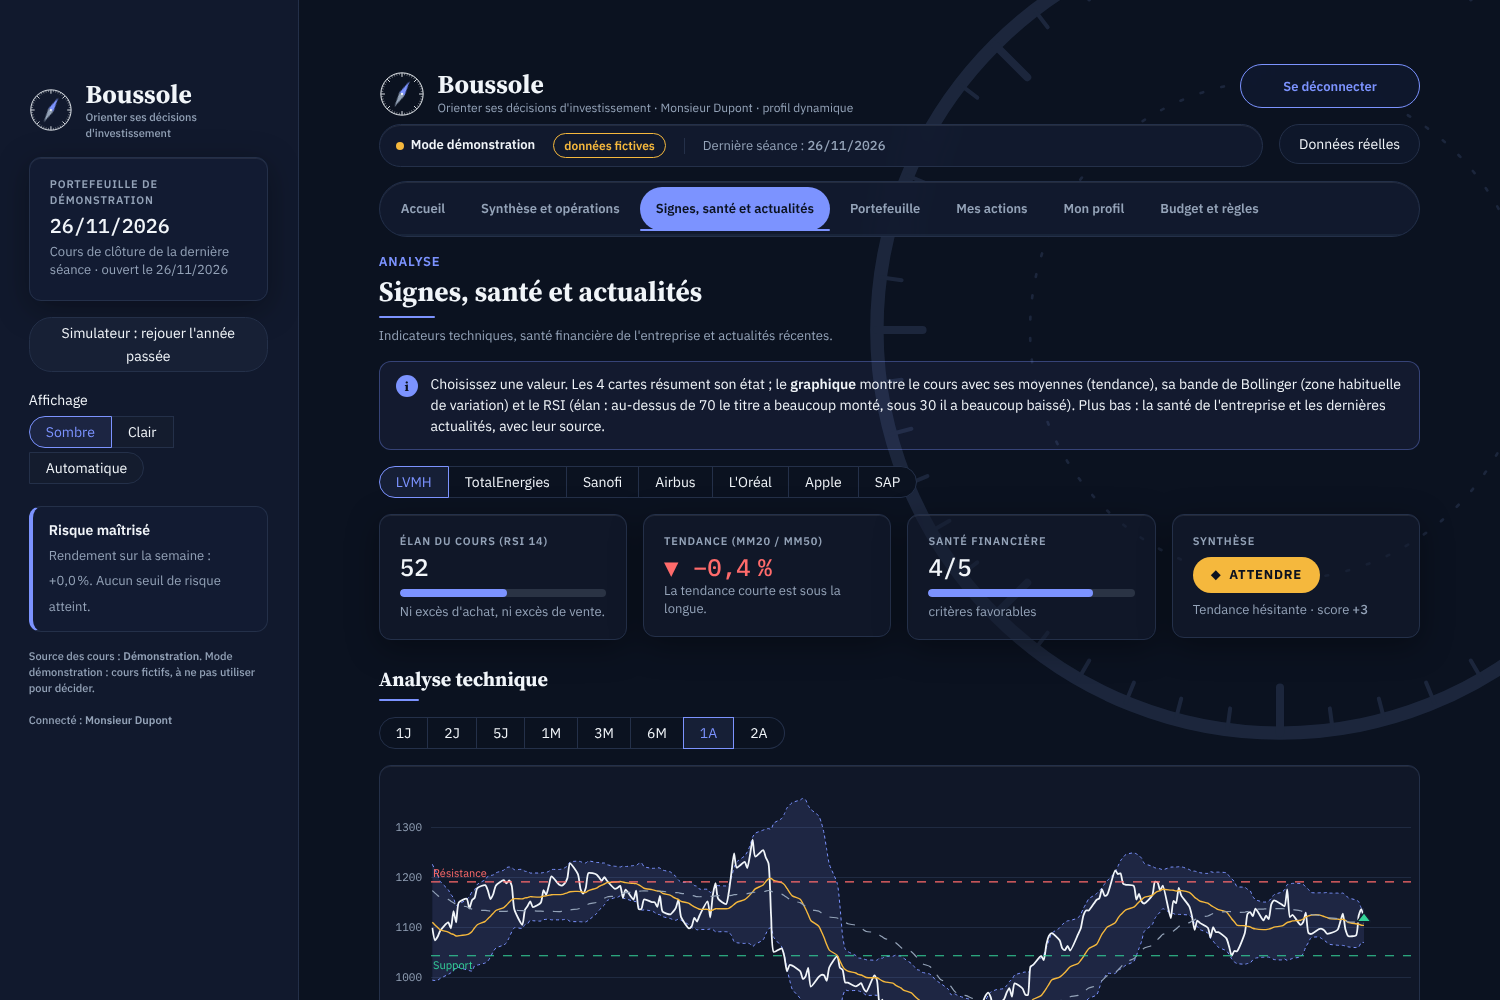 Boussole
Orienter ses décisions
d'investissement
PORTEFEUILLE DE
DÉMONSTRATION
26/11/2026
Cours de clôture de la dernière
séance · ouvert le 26/11/2026
Simulateur : rejouer l'année
passée
Affichage
Sombre
Clair
Automatique
Risque maîtrisé
Rendement sur la semaine :
+0,0 %. Aucun seuil de risque
atteint.
Source des cours : Démonstration. Mode
démonstration : cours fictifs, à ne pas utiliser
pour décider.
Connecté : Monsieur Dupont
Boussole
Orienter ses décisions d'investissement · Monsieur Dupont · profil dynamique
Se déconnecter
Mode démonstration
données fictives
Dernière séance : 26/11/2026
Données réelles
Accueil
Synthèse et opérations
Signes, santé et actualités
Portefeuille
Mes actions
Mon profil
Budget et règles
ANALYSE
Signes, santé et actualités
Indicateurs techniques, santé financière de l'entreprise et actualités récentes.
i
Choisissez une valeur. Les 4 cartes résument son état ; le graphique montre le cours avec ses moyennes (tendance), sa bande de Bollinger (zone habituelle
de variation) et le RSI (élan : au-dessus de 70 le titre a beaucoup monté, sous 30 il a beaucoup baissé). Plus bas : la santé de l'entreprise et les dernières
actualités, avec leur source.
LVMH
TotalEnergies
Sanofi
Airbus
L'Oréal
Apple
SAP
ÉLAN DU COURS (RSI 14)
52
Ni excès d'achat, ni excès de vente.
TENDANCE (MM20 / MM50)
▼ −0,4 %
La tendance courte est sous la
longue.
SANTÉ FINANCIÈRE
4/5
critères favorables
SYNTHÈSE
◆ ATTENDRE
Tendance hésitante · score +3
Analyse technique
1J
2J
5J
1M
3M
6M
1A
2A
1300
1200
1100
1000
Résistance
Support